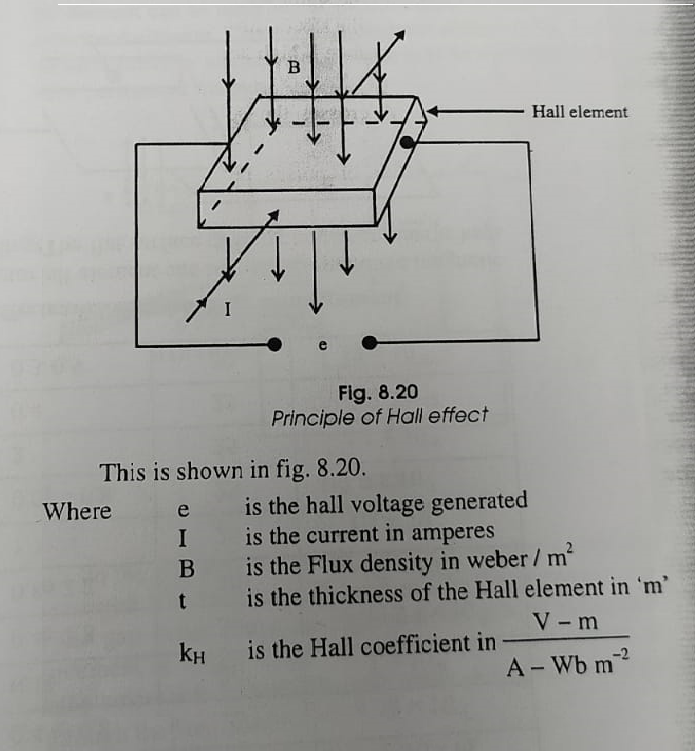 B
Hall element
I
e
Fig. 8.20
Principle of Hall effect
This is shown in fig. 8.20.
Where e is the hall voltage generated
I is the current in amperes
B is the Flux density in weber / m²
t is the thickness of the Hall element in ‘m’
V – m
k_H is the Hall coefficient in
A – Wb m⁻²